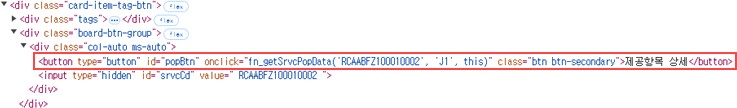 ▼<div class="card-item-tag-btn"> flex
▶<div class="tags"> ⋯ </div> flex
▼<div class="board-btn-group"> flex
▼<div class="col-auto ms-auto">
<button type="button" id="popBtn" onclick="fn_getSrvcPopData('RCAABFZ100010002', 'J1', this)" class="btn btn-secondary">제공항목 상세</button>
<input type="hidden" id="srvcCd" value=" RCAABFZ100010002 ">
</div>
</div>